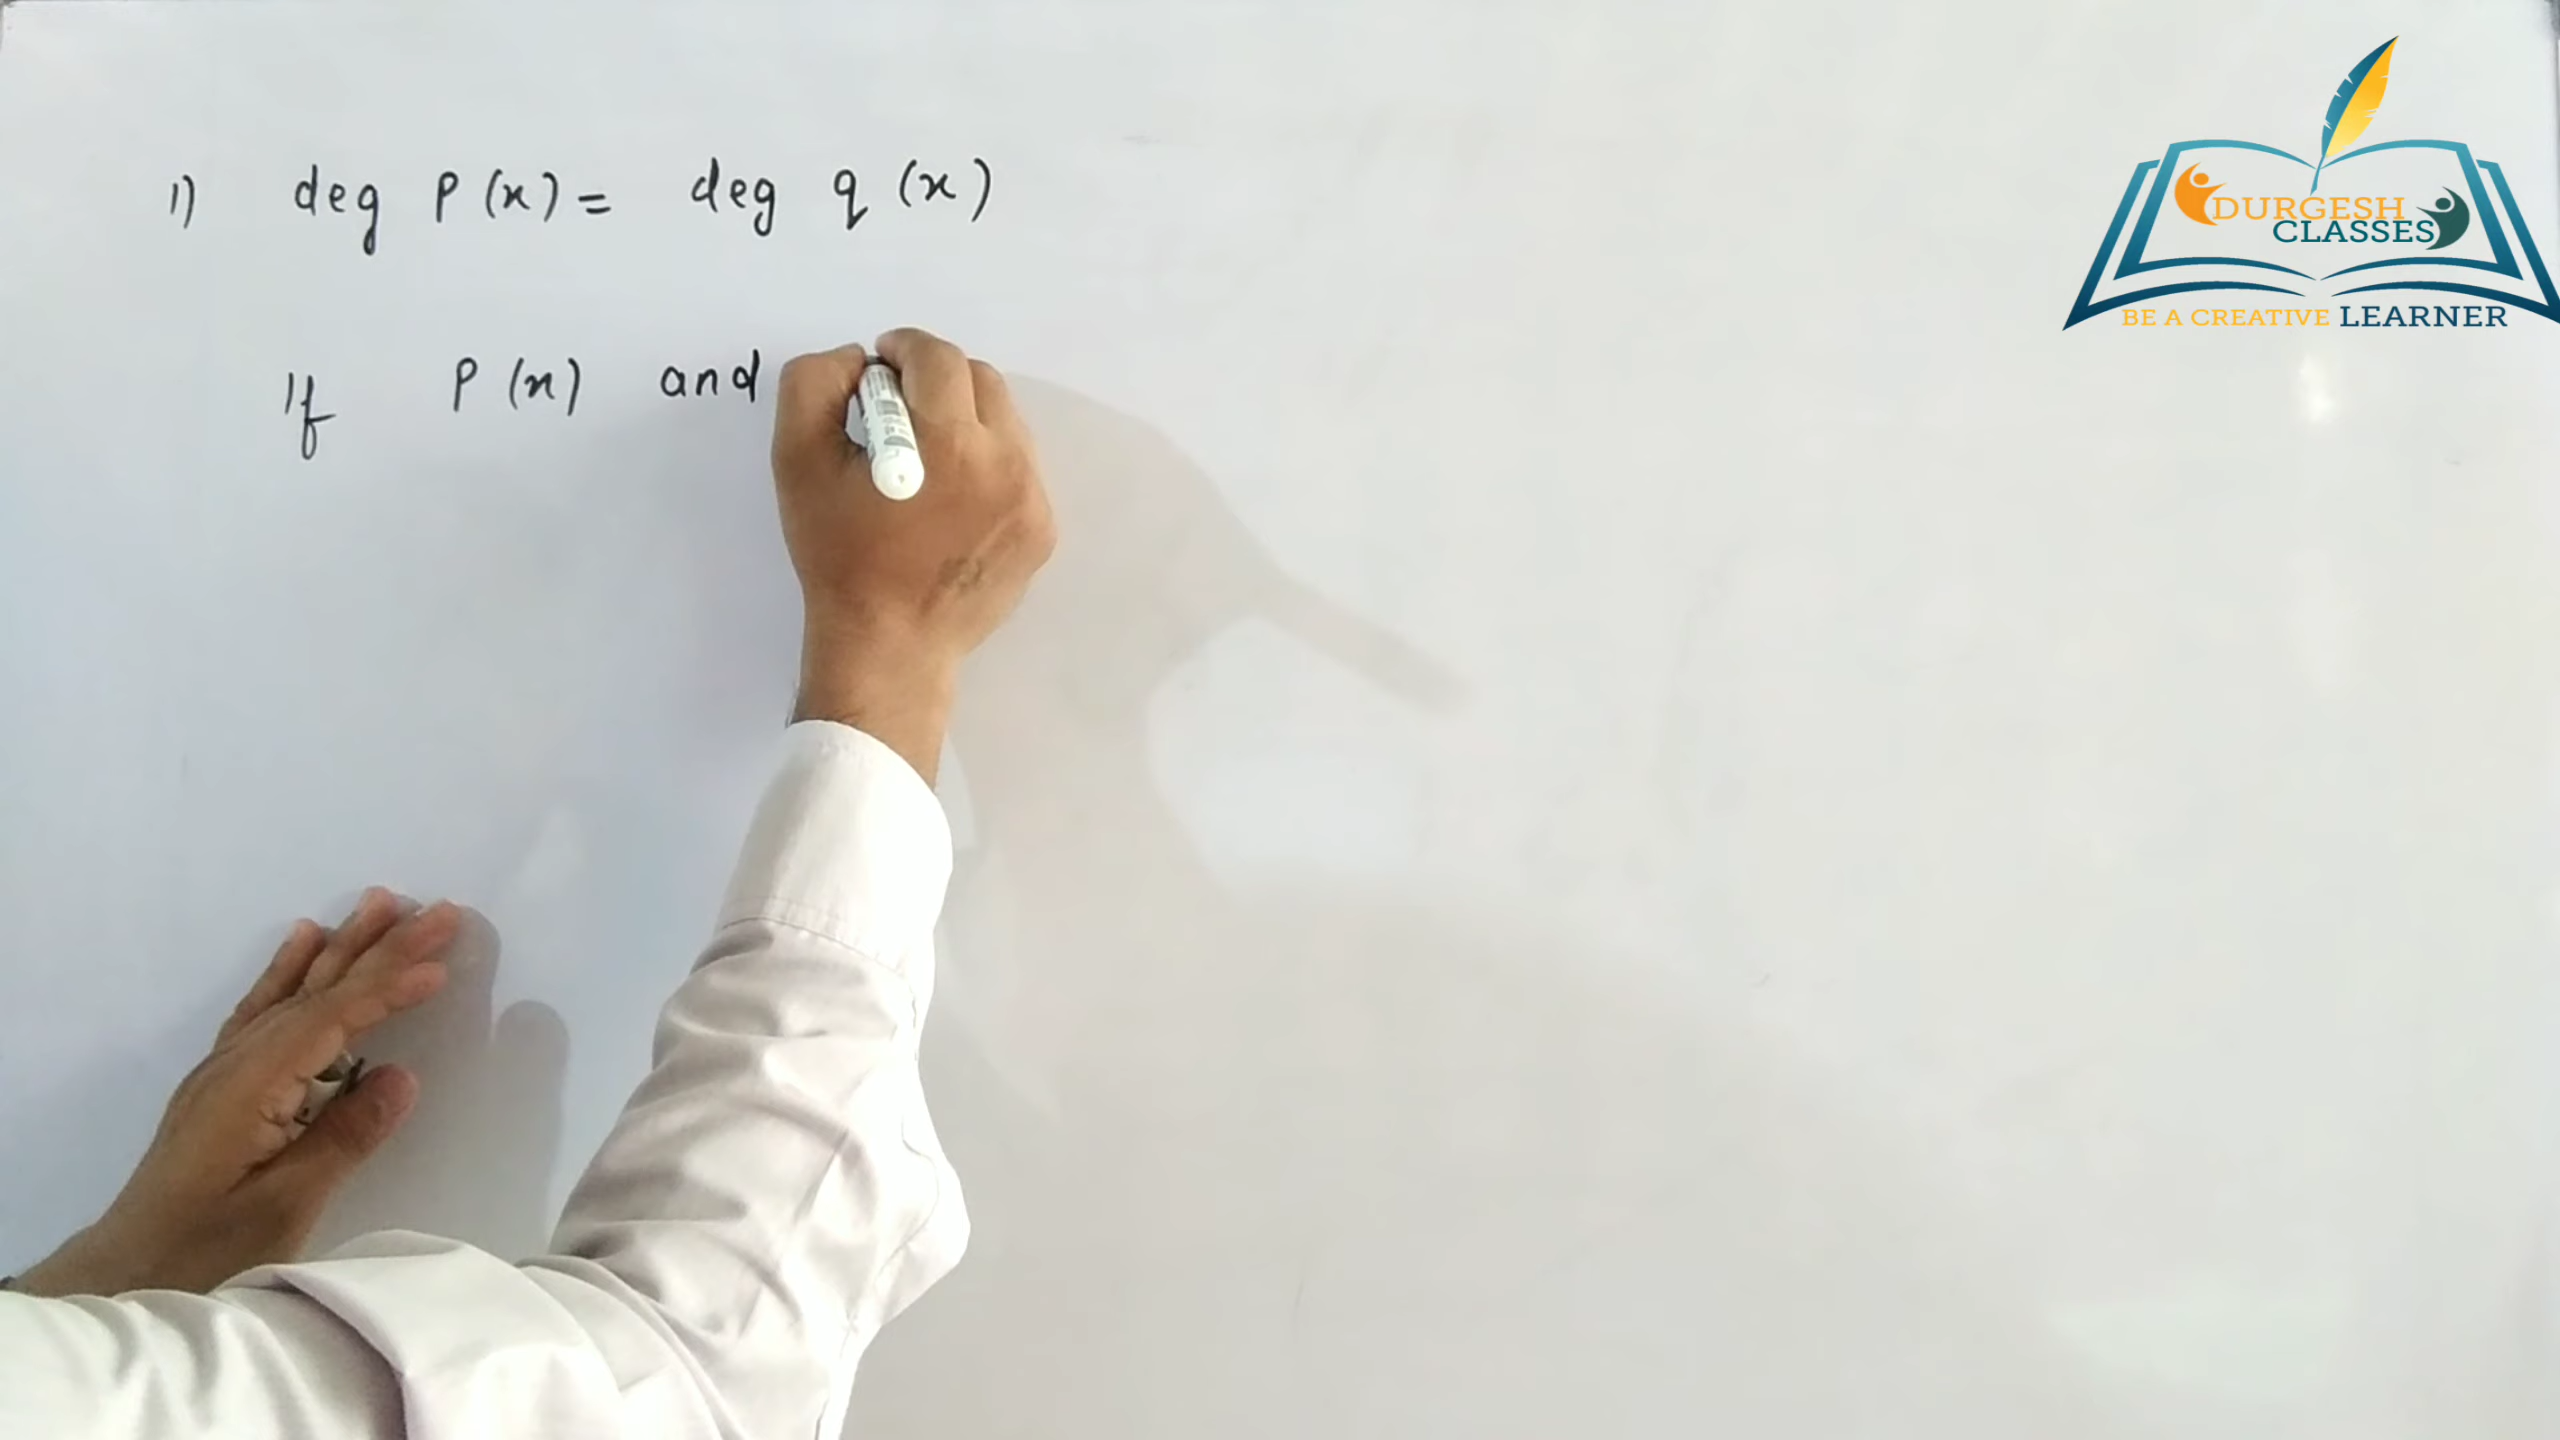 1) deg P(x) = deg q(x)
If P(x) and
DURGESH
CLASSES
BE A CREATIVE LEARNER